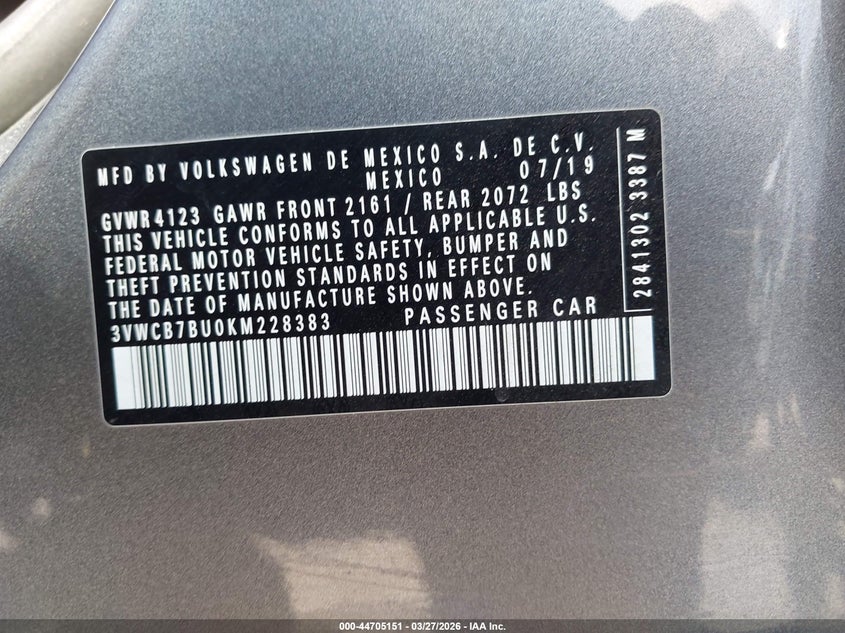 MFD BY VOLKSWAGEN DE MEXICO S.A. DE C.V.
MEXICO 07/19
GVWR 4123 GAWR FRONT 2161 / REAR 2072 LBS
THIS VEHICLE CONFORMS TO ALL APPLICABLE U.S.
FEDERAL MOTOR VEHICLE SAFETY, BUMPER AND
THEFT PREVENTION STANDARDS IN EFFECT ON
THE DATE OF MANUFACTURE SHOWN ABOVE.
3VWCB7BU0KM228383 PASSENGER CAR
2841302 3387 M
000-44705151 — 03/27/2026 — IAA Inc.